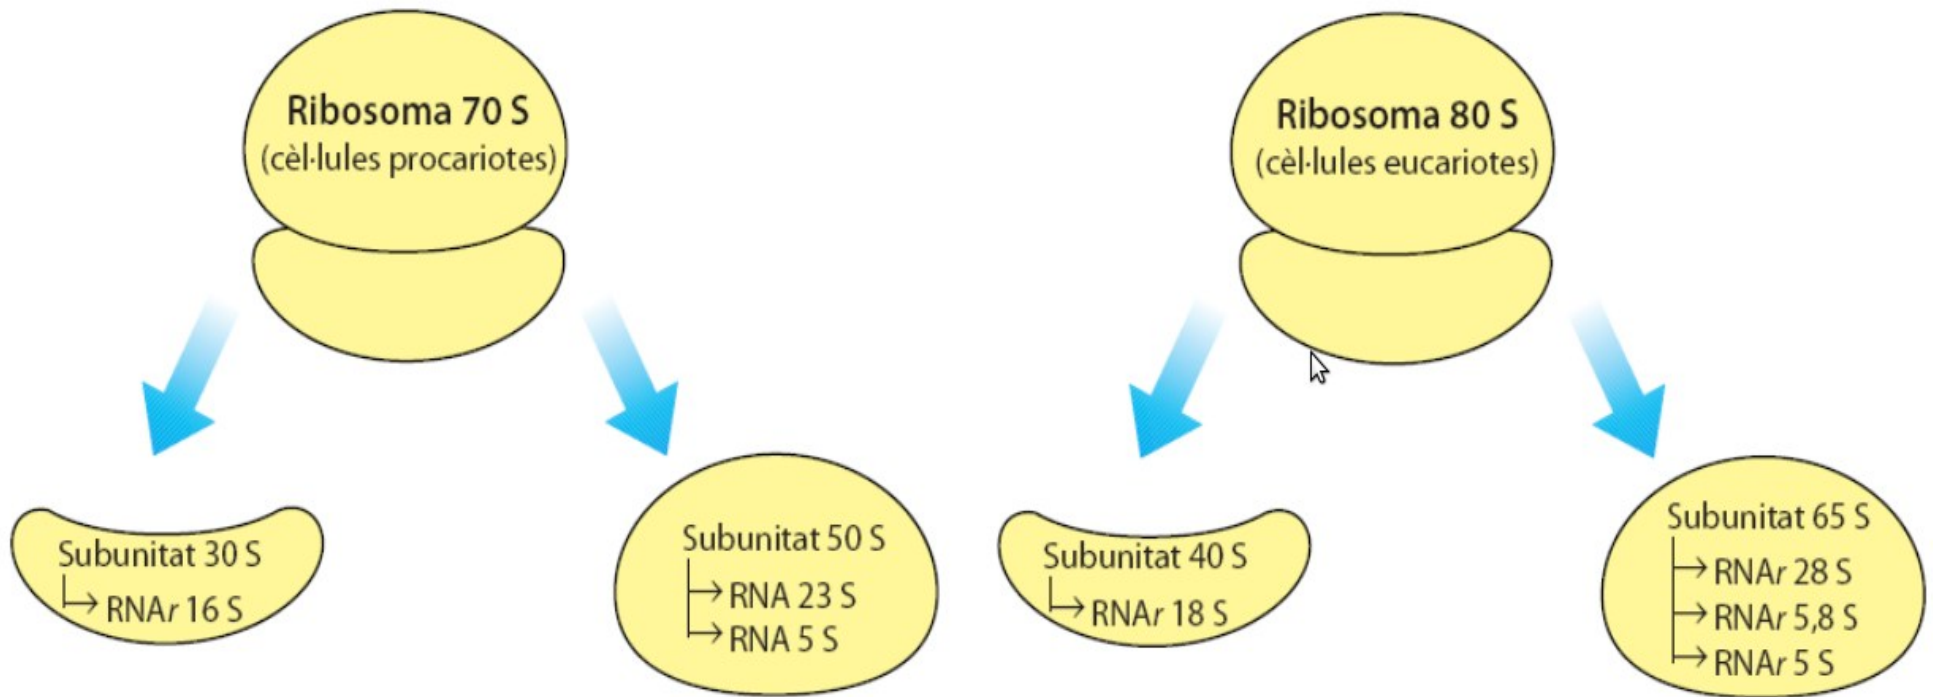 Ribosoma 70 S
(cèl·lules procariotes)
Subunitat 30 S
RNAr 16 S
Subunitat 50 S
RNA 23 S
RNA 5 S
Ribosoma 80 S
(cèl·lules eucariotes)
Subunitat 40 S
RNAr 18 S
Subunitat 65 S
RNAr 28 S
RNAr 5,8 S
RNAr 5 S